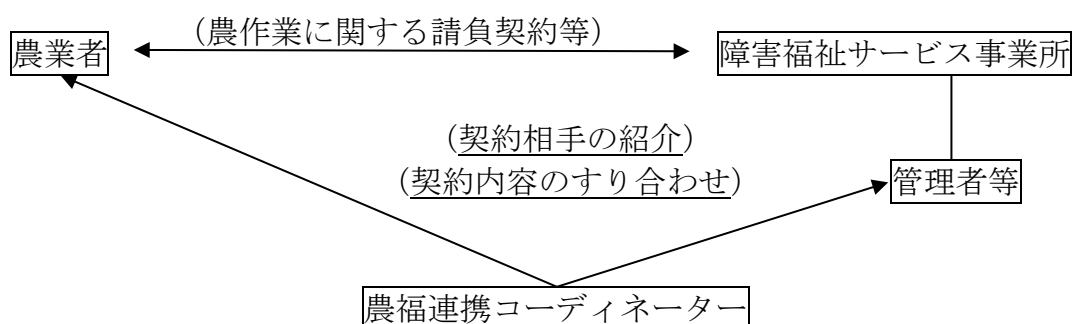 （農作業に関する請負契約等）
農業者
障害福祉サービス事業所
（契約相手の紹介）
（契約内容のすり合わせ）
管理者等
農福連携コーディネーター